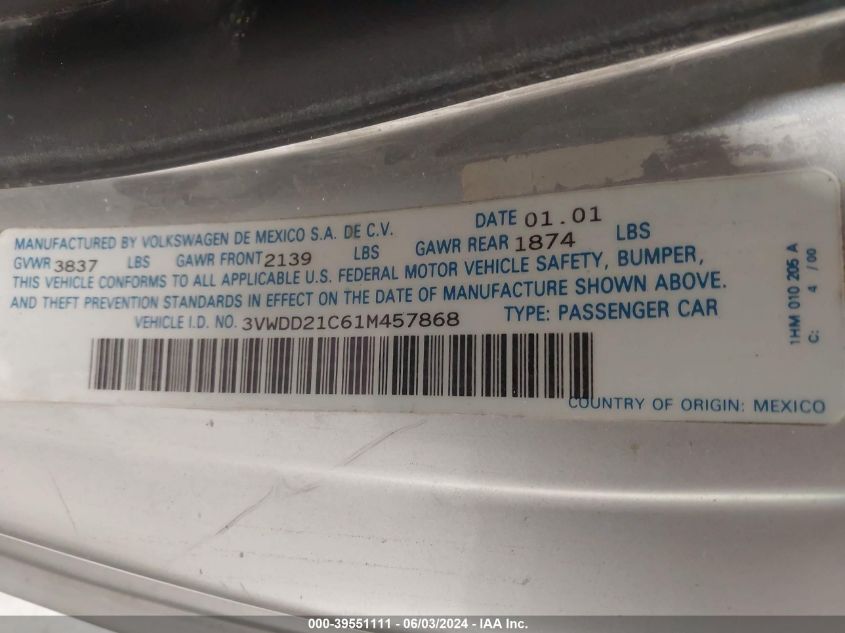 MANUFACTURED BY VOLKSWAGEN DE MEXICO S.A. DE C.V. DATE 01.01
GVWR 3837 LBS GAWR FRONT 2139 LBS GAWR REAR 1874 LBS
THIS VEHICLE CONFORMS TO ALL APPLICABLE U.S. FEDERAL MOTOR VEHICLE SAFETY, BUMPER,
AND THEFT PREVENTION STANDARDS IN EFFECT ON THE DATE OF MANUFACTURE SHOWN ABOVE.
VEHICLE I.D. NO. 3VWDD21C61M457868 TYPE: PASSENGER CAR
COUNTRY OF ORIGIN: MEXICO
1HM 010 205 A
C: 4 /00
000-39551111 - 06/03/2024 - IAA Inc.